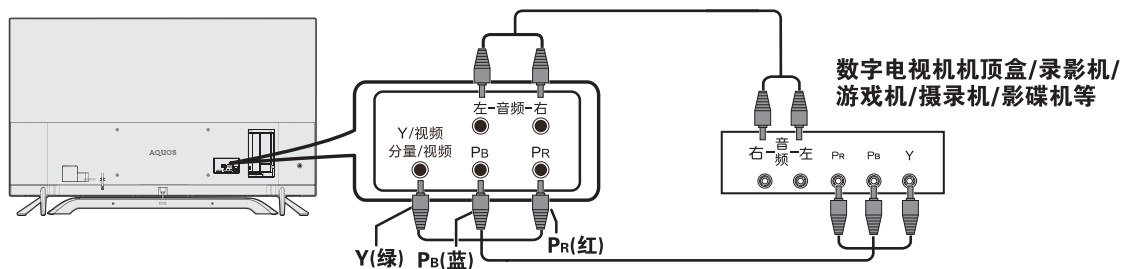 AQUOS
左-音频-右
Y/视频
分量/视频 PB PR
Y(绿) PB(蓝) PR(红)
数字电视机机顶盒/录影机/
游戏机/摄录机/影碟机等
右-音频-左 PR PB Y